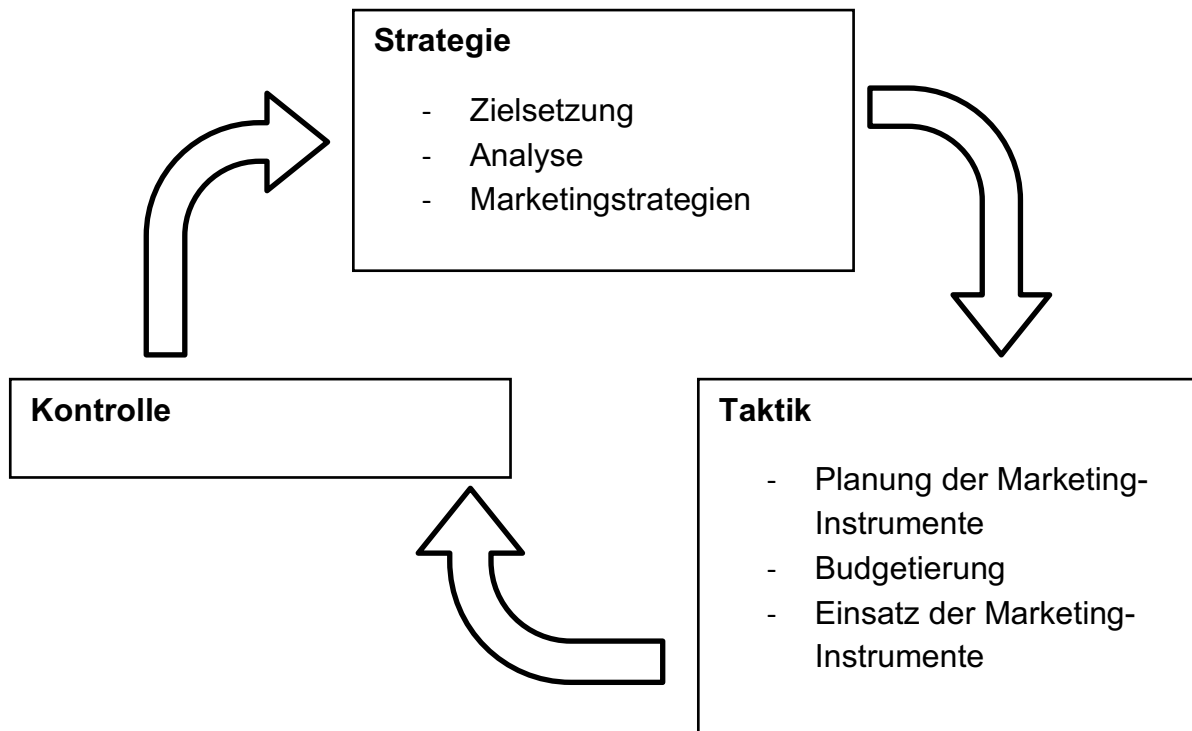 Strategie
- Zielsetzung
- Analyse
- Marketingstrategien
Kontrolle
Taktik
- Planung der Marketing-
Instrumente
- Budgetierung
- Einsatz der Marketing-
Instrumente